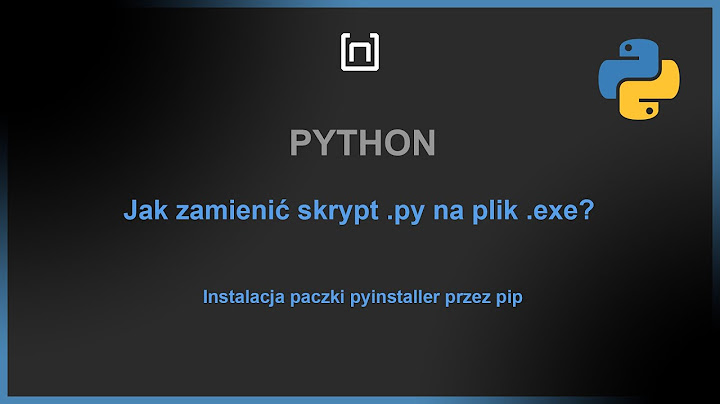 [n]
PYTHON
Jak zamienić skrypt .py na plik .exe?
Instalacja paczki pyinstaller przez pip